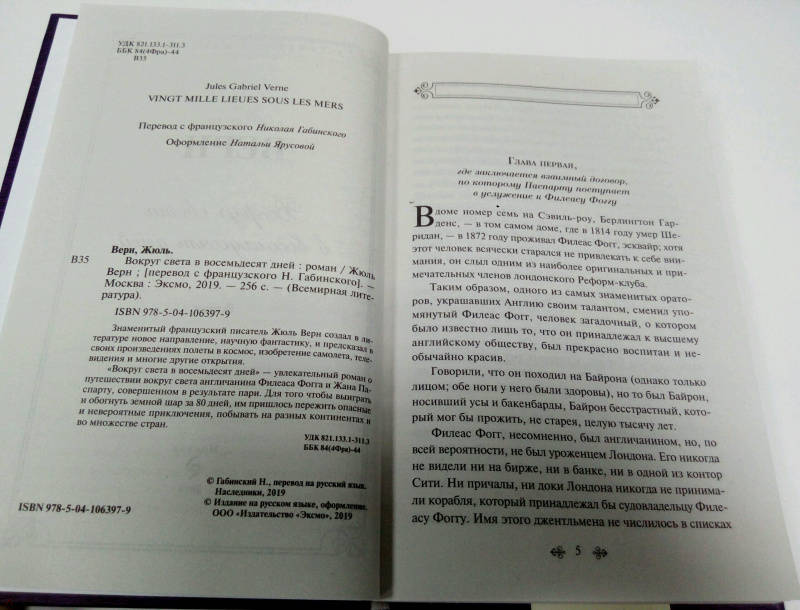 УДК 821.133.1-311.3
ББК 84(4Фра)-44
В35
Jules Gabriel Verne
VINGT MILLE LIEUES SOUS LES MERS
Перевод с французского Николая Габинского
Оформление Натальи Ярусовой
Верн, Жюль.
В35 Вокруг света в восемьдесят дней : роман / Жюль
Верн ; [перевод с французского Н. Габинского]. —
Москва : Эксмо, 2019. — 256 с. — (Всемирная лите-
ратура).
ISBN 978-5-04-106397-9
Знаменитый французский писатель Жюль Верн создал в ли-
тературе новое направление, научную фантастику, и предсказал в
своих произведениях полеты в космос, изобретение самолета, теле-
видения и многие другие открытия.
«Вокруг света в восемьдесят дней» — увлекательный роман о
путешествии вокруг света англичанина Филеаса Фогга и Жана Па-
спарту, совершенном в результате пари. Для того чтобы выиграть
и обогнуть земной шар за 80 дней, им пришлось пережить опасные
и невероятные приключения, побывать на разных континентах и
во множестве стран.
УДК 821.133.1-311.3
ББК 84(4Фра)-44
© Габинский Н., перевод на русский язык.
Наследники, 2019
© Издание на русском языке, оформление.
ООО «Издательство «Эксмо», 2019
ISBN 978-5-04-106397-9
Глава первая,
где заключается взаимный договор,
по которому Паспарту поступает
в услужение к Филеасу Фоггу
В доме номер семь на Сэвиль-роу, Берлингтон Гар-
денс, — в том самом доме, где в 1814 году умер Ше-
ридан, — в 1872 году проживал Филеас Фогг, эсквайр; хотя
этот человек всячески старался не привлекать к себе вни-
мания, он слыл одним из наиболее оригинальных и при-
мечательных членов лондонского Реформ-клуба.
Таким образом, одного из самых знаменитых орато-
ров, украшавших Англию своим талантом, сменил упо-
мянутый Филеас Фогг, человек загадочный, о котором
было известно лишь то, что он принадлежал к высшему
английскому обществу, был прекрасно воспитан и не-
обычайно красив.
Говорили, что он походил на Байрона (однако только
лицом; обе ноги у него были здоровы), но то был Байрон,
носивший усы и бакенбарды, Байрон бесстрастный, кото-
рый мог бы прожить, не старея, целую тысячу лет.
Филеас Фогг, несомненно, был англичанином, но, по
всей вероятности, не был уроженцем Лондона. Его никогда
не видели ни на бирже, ни в банке, ни в одной из контор
Сити. Ни причалы, ни доки Лондона никогда не принима-
ли корабля, который принадлежал бы судовладельцу Филе-
асу Фоггу. Имя этого джентльмена не числилось в списках
5